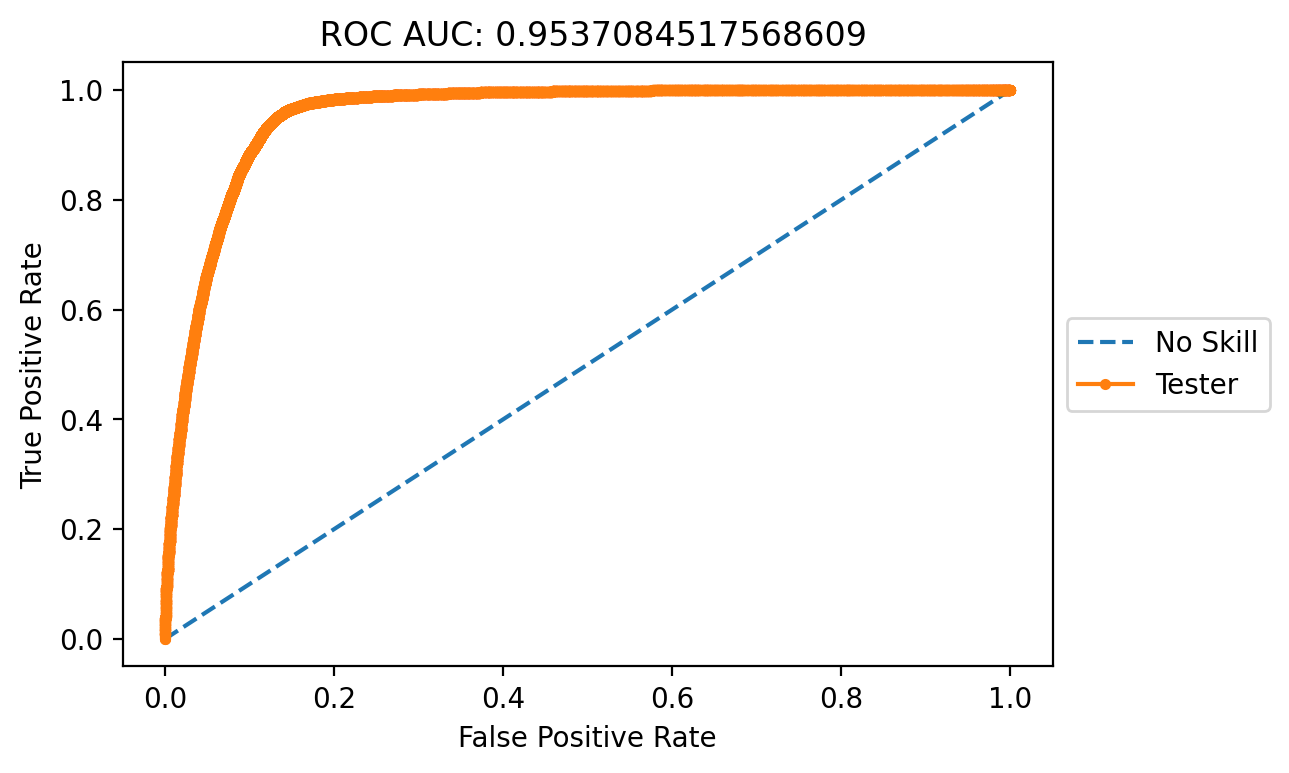 ROC AUC: 0.9537084517568609
1.0
0.8
0.6
0.4
0.2
0.0
True Positive Rate
0.0 0.2 0.4 0.6 0.8 1.0
False Positive Rate
No Skill
Tester